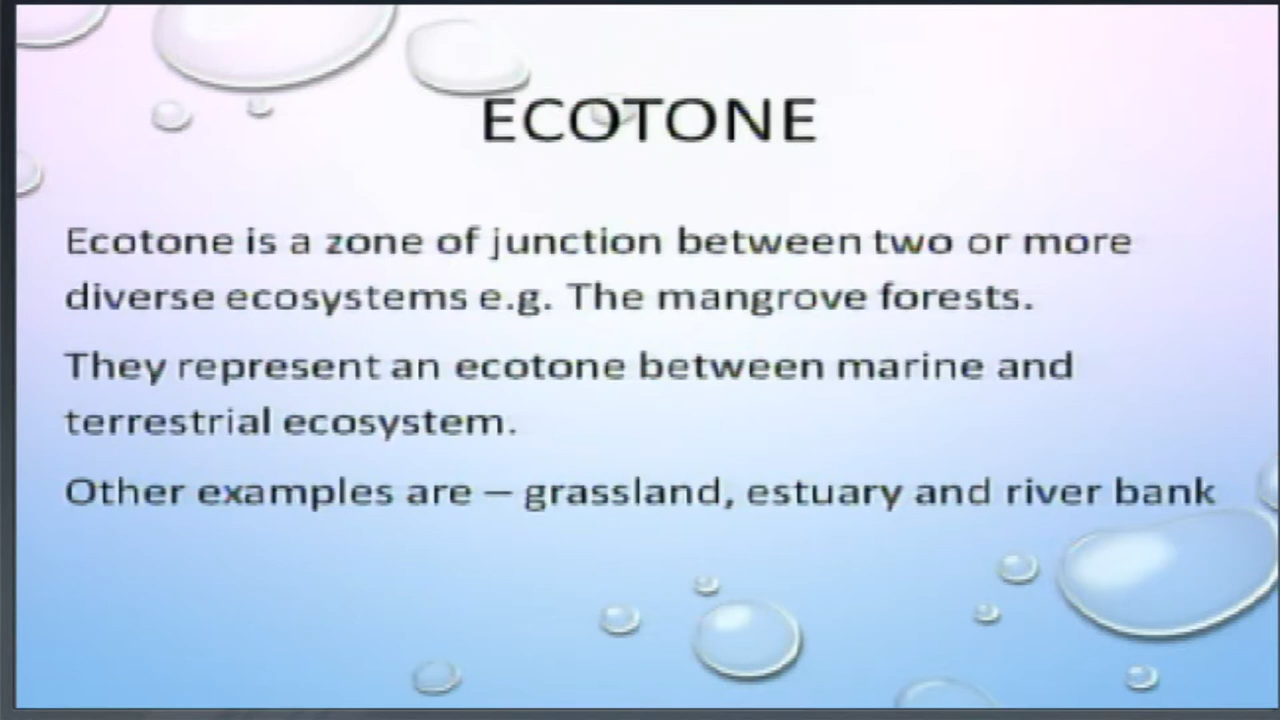 ECOTONE
Ecotone is a zone of junction between two or more
diverse ecosystems e.g. The mangrove forests.
They represent an ecotone between marine and
terrestrial ecosystem.
Other examples are – grassland, estuary and river bank